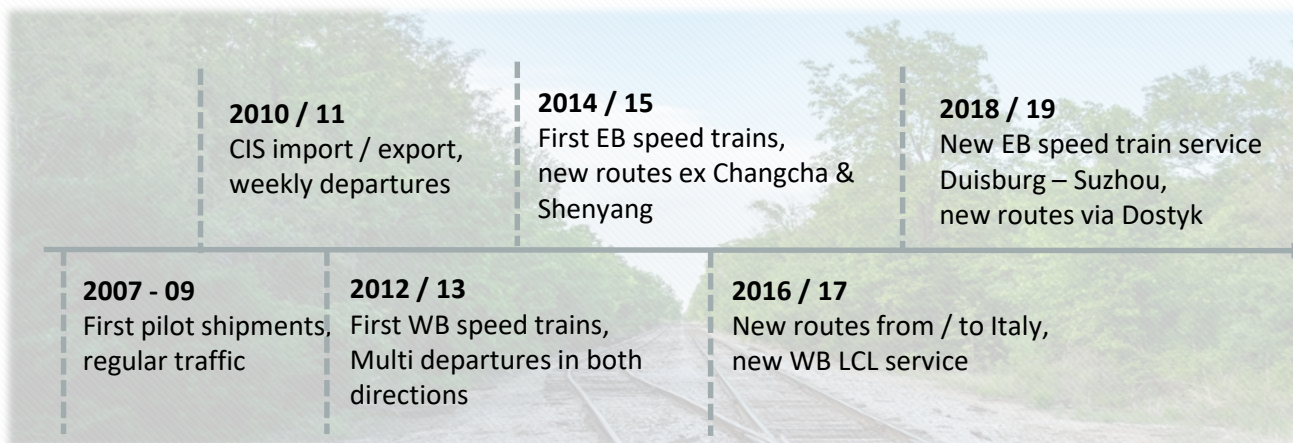 2010 / 11
CIS import / export,
weekly departures
2014 / 15
First EB speed trains,
new routes ex Changcha &
Shenyang
2018 / 19
New EB speed train service
Duisburg – Suzhou,
new routes via Dostyk
2007 - 09
First pilot shipments,
regular traffic
2012 / 13
First WB speed trains,
Multi departures in both
directions
2016 / 17
New routes from / to Italy,
new WB LCL service